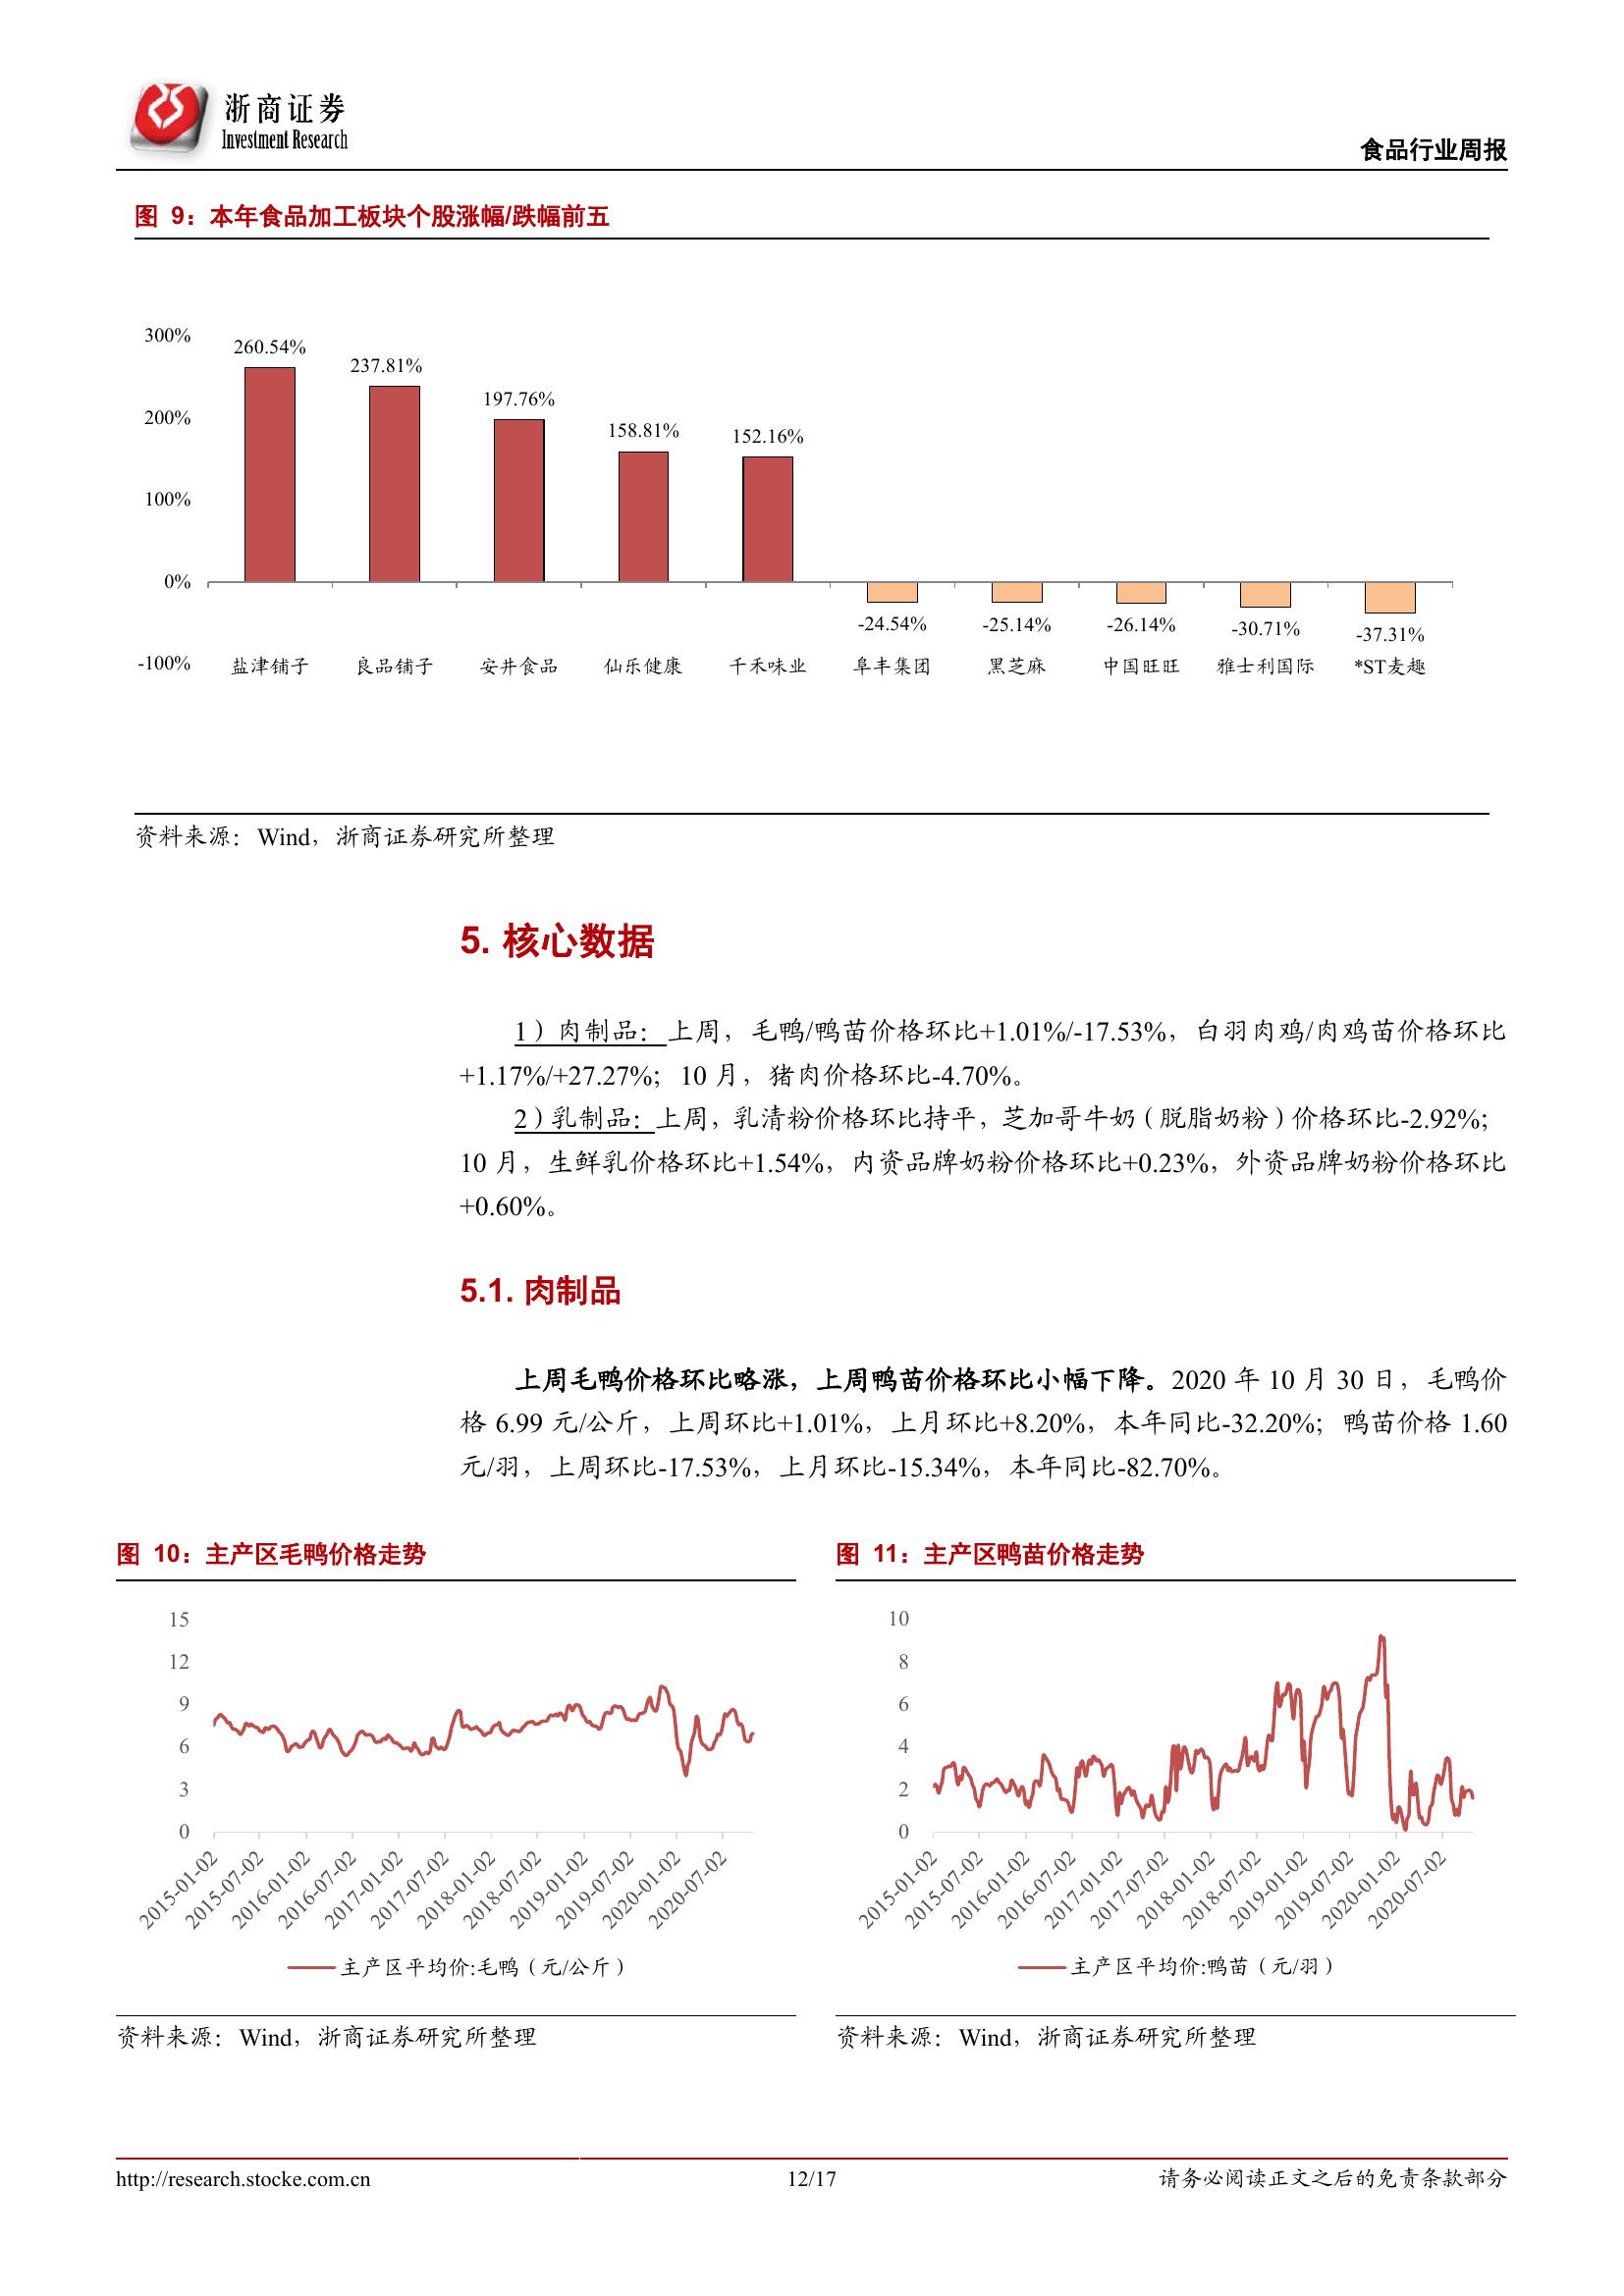 浙商证券
Investment Research
食品行业周报
图 9：本年食品加工板块个股涨幅/跌幅前五
300%
200%
100%
0%
-100%
260.54%
237.81%
197.76%
158.81%
152.16%
-24.54%
-25.14%
-26.14%
-30.71%
-37.31%
盐津铺子 良品铺子 安井食品 仙乐健康 千禾味业 阜丰集团 黑芝麻 中国旺旺 雅士利国际 *ST麦趣
资料来源：Wind，浙商证券研究所整理
5. 核心数据
1）肉制品：上周，毛鸭/鸭苗价格环比+1.01%/-17.53%，白羽肉鸡/肉鸡苗价格环比
+1.17%/+27.27%；10 月，猪肉价格环比-4.70%。
2）乳制品：上周，乳清粉价格环比持平，芝加哥牛奶（脱脂奶粉）价格环比-2.92%；
10 月，生鲜乳价格环比+1.54%，内资品牌奶粉价格环比+0.23%，外资品牌奶粉价格环比
+0.60%。
5.1. 肉制品
上周毛鸭价格环比略涨，上周鸭苗价格环比小幅下降。2020 年 10 月 30 日，毛鸭价
格 6.99 元/公斤，上周环比+1.01%，上月环比+8.20%，本年同比-32.20%；鸭苗价格 1.60
元/羽，上周环比-17.53%，上月环比-15.34%，本年同比-82.70%。
图 10：主产区毛鸭价格走势
15
12
9
6
3
0
2015-01-02
2015-07-02
2016-01-02
2016-07-02
2017-01-02
2017-07-02
2018-01-02
2018-07-02
2019-01-02
2019-07-02
2020-01-02
2020-07-02
主产区平均价:毛鸭（元/公斤）
资料来源：Wind，浙商证券研究所整理
图 11：主产区鸭苗价格走势
10
8
6
4
2
0
2015-01-02
2015-07-02
2016-01-02
2016-07-02
2017-01-02
2017-07-02
2018-01-02
2018-07-02
2019-01-02
2019-07-02
2020-01-02
2020-07-02
主产区平均价:鸭苗（元/羽）
资料来源：Wind，浙商证券研究所整理
http://research.stocke.com.cn
12/17
请务必阅读正文之后的免责条款部分